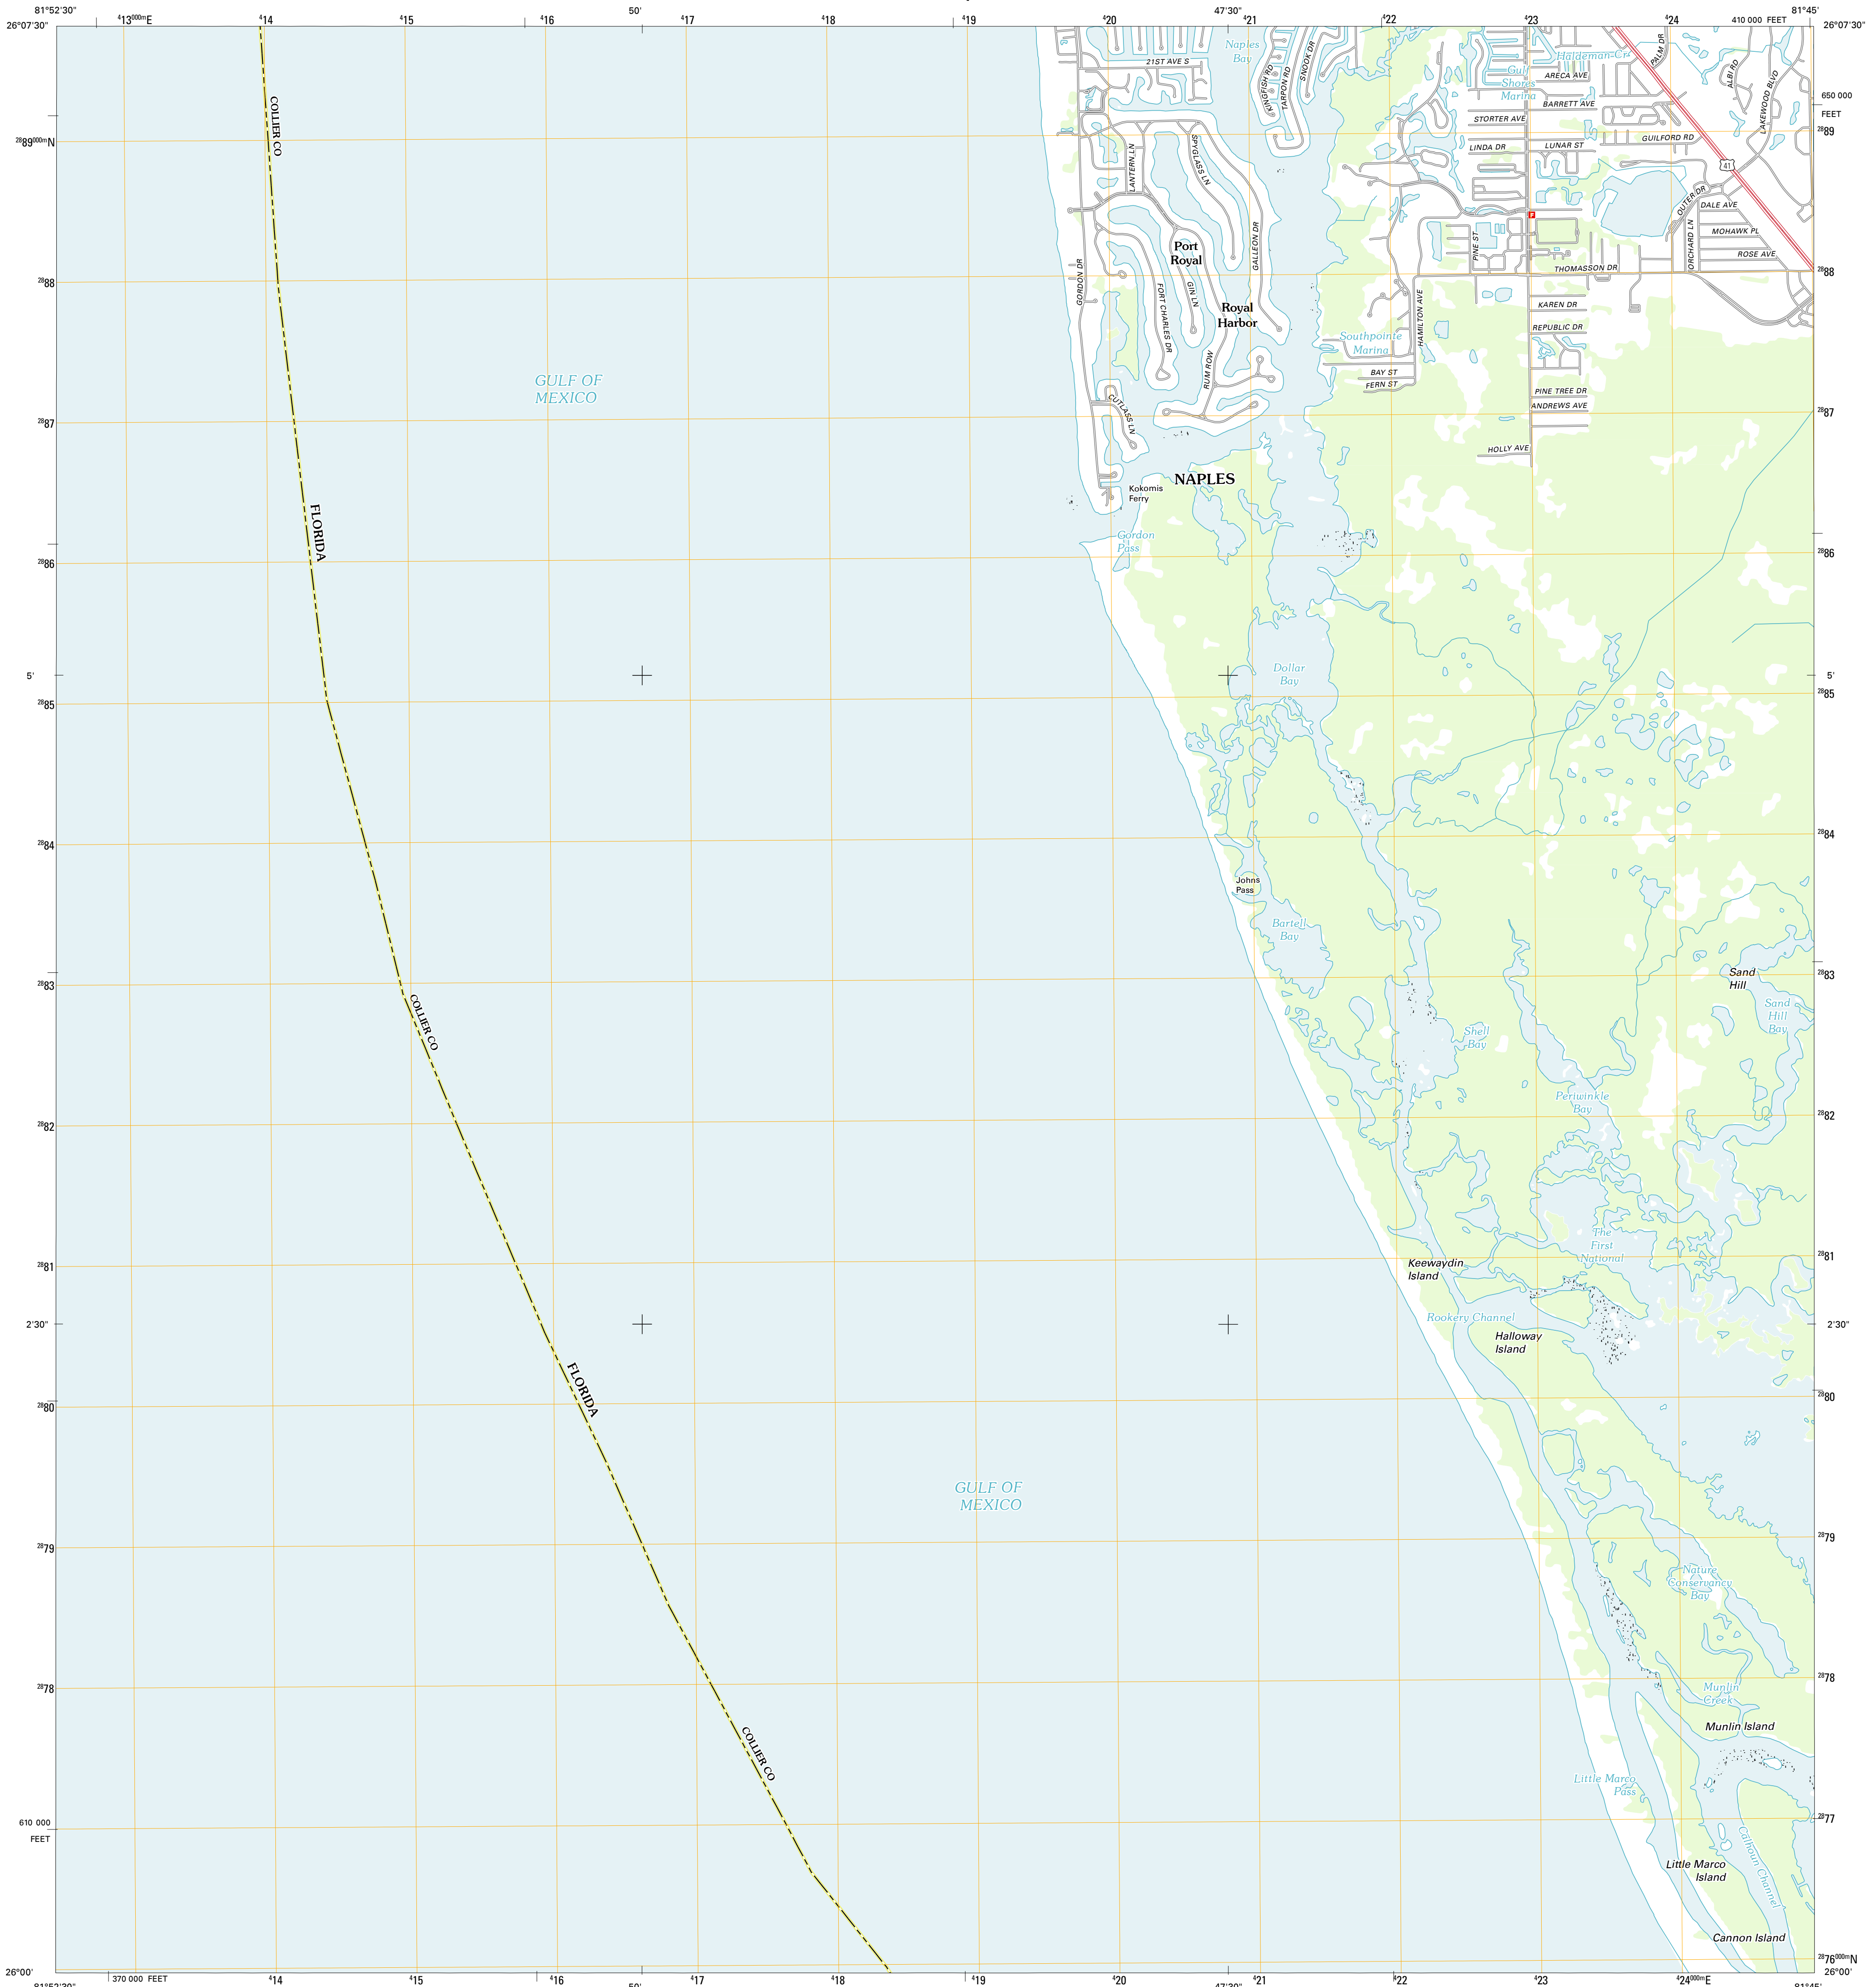 81°52'30"
⁴13⁰⁰⁰ᵐE
⁴14
⁴15
⁴16
50'
⁴17
⁴18
⁴19
⁴20
47'30"
⁴21
⁴22
⁴23
⁴24
410 000 FEET
81°45'
26°07'30"
26°07'30"
Naples
Bay
21ST AVE S
KINGFISH RD
TARPON RD
SNOOK DR
Gulf
Shores
Marina
Haldeman Cr
PALM DR
ALBI RD
LAKEWOOD BLVD
ARECA AVE
BARRETT AVE
STORTER AVE
LINDA DR
LUNAR ST
GUILFORD RD
41
650 000
FEET
COLLIER CO
²⁸89⁰⁰⁰ᵐN
²⁸89
LANTERN LN
SPYGLASS LN
OUTER DR
DALE AVE
MOHAWK PL
ROSE AVE
ORCHARD LN
THOMASSON DR
PINE ST
P
Port
Royal
GALLEON DR
GORDON DR
FORT CHARLES DR
GIN LN
Royal
Harbor
RUM ROW
²⁸88
²⁸88
HAMILTON AVE
KAREN DR
REPUBLIC DR
Southpointe
Marina
BAY ST
FERN ST
PINE TREE DR
ANDREWS AVE
HOLLY AVE
GULF OF
MEXICO
CUTLASS LN
²⁸87
²⁸87
NAPLES
Kokomis
Ferry
Gordon
Pass
FLORIDA
²⁸86
²⁸86
Dollar
Bay
5'
5'
²⁸85
²⁸85
²⁸84
²⁸84
Johns
Pass
Bartell
Bay
Sand
Hill
²⁸83
²⁸83
COLLIER CO
Sand
Hill
Bay
Shell
Bay
Periwinkle
Bay
²⁸82
²⁸82
The
First
National
²⁸81
²⁸81
Keewaydin
Island
Rookery Channel
2'30"
2'30"
Halloway
Island
FLORIDA
²⁸80
²⁸80
GULF OF
MEXICO
²⁸79
²⁸79
Nature
Conservancy
Bay
²⁸78
²⁸78
Munlin
Creek
Munlin Island
COLLIER CO
Little Marco
Pass
610 000
FEET
²⁸77
Calhoun Channel
Little Marco
Island
Cannon Island
²⁸76⁰⁰⁰ᵐN
26°00'
26°00'
370 000 FEET
⁴14
⁴15
⁴16
50'
⁴17
⁴18
⁴19
⁴20
47'30"
⁴21
⁴22
⁴23
⁴24⁰⁰⁰ᵐE
81°52'30"
81°45'